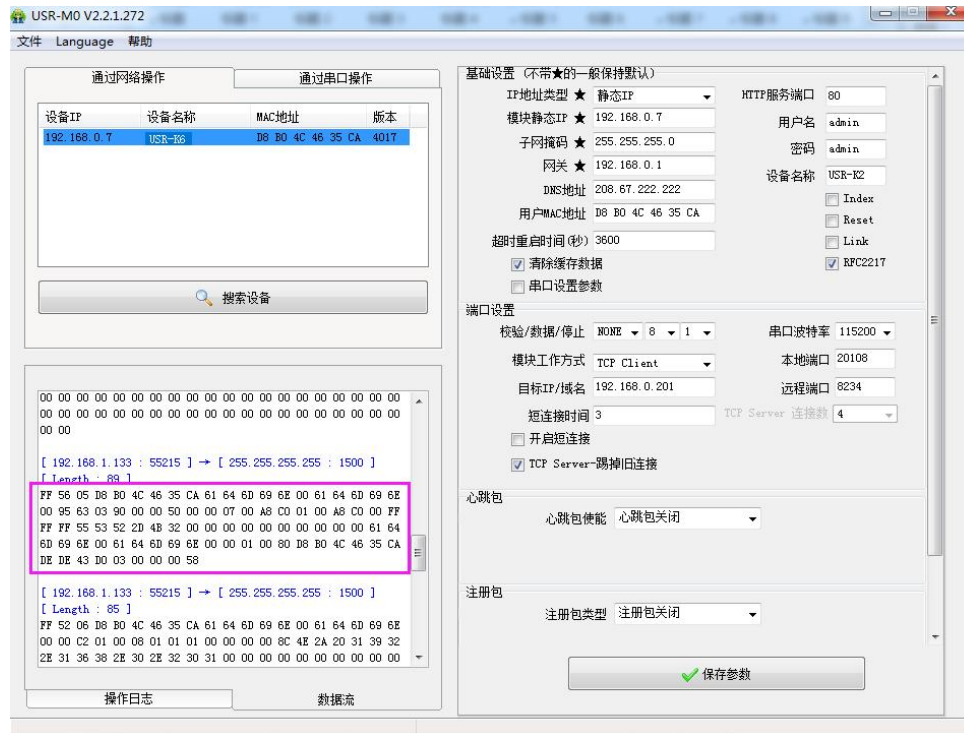 USR-M0 V2.2.1.272
文件 Language 帮助
通过网络操作 通过串口操作
设备IP 设备名称 MAC地址 版本
192.168.0.7 USR-K6 D8 B0 4C 46 35 CA 4017
搜索设备
00 00 00 00 00 00 00 00 00 00 00 00 00 00 00 00 00
00 00 00 00 00 00 00 00 00 00 00 00 00 00 00 00 00
00 00
[ 192.168.1.133 : 55215 ] → [ 255.255.255.255 : 1500 ]
[ Length : 89 ]
FF 56 05 D8 B0 4C 46 35 CA 61 64 6D 69 6E 00 61 64 6D 69 6E
00 95 63 03 90 00 00 50 00 00 07 00 A8 C0 01 00 A8 C0 00 FF
FF FF 55 53 52 2D 4B 32 00 00 00 00 00 00 00 00 00 00 61 64
6D 69 6E 00 61 64 6D 69 6E 00 00 01 00 80 D8 B0 4C 46 35 CA
DE DE 43 D0 03 00 00 00 58
[ 192.168.1.133 : 55215 ] → [ 255.255.255.255 : 1500 ]
[ Length : 85 ]
FF 52 06 D8 B0 4C 46 35 CA 61 64 6D 69 6E 00 61 64 6D 69 6E
00 00 C2 01 00 08 01 01 01 00 00 00 00 8C 4E 2A 20 31 39 32
2E 31 36 38 2E 30 2E 32 30 31 00 00 00 00 00 00 00 00 00 00
操作日志 数据流
基础设置 (不带★的一般保持默认)
IP地址类型 ★ 静态IP HTTP服务端口 80
模块静态IP ★ 192.168.0.7 用户名 admin
子网掩码 ★ 255.255.255.0 密码 admin
网关 ★ 192.168.0.1 设备名称 USR-K2
DNS地址 208.67.222.222 Index
用户MAC地址 D8 B0 4C 46 35 CA Reset
超时重启时间(秒) 3600 Link
清除缓存数据 RFC2217
串口设置参数
端口设置
校验/数据/停止 NONE 8 1 串口波特率 115200
模块工作方式 TCP Client 本地端口 20108
目标IP/域名 192.168.0.201 远程端口 8234
短连接时间 3 TCP Server 连接数 4
开启短连接
TCP Server-踢掉旧连接
心跳包
心跳包使能 心跳包关闭
注册包
注册包类型 注册包关闭
保存参数